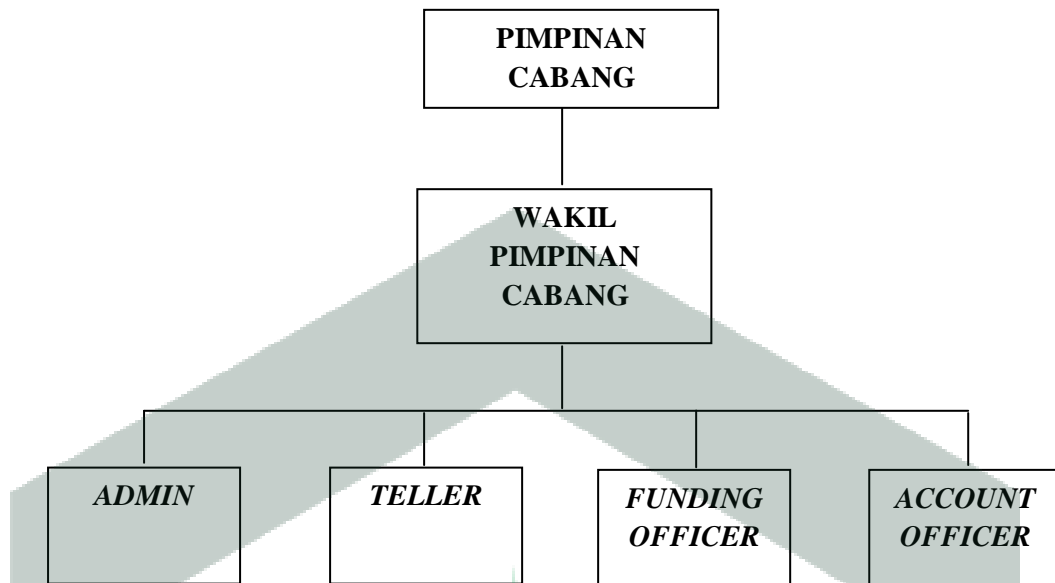 PIMPINAN
CABANG
WAKIL
PIMPINAN
CABANG
ADMIN
TELLER
FUNDING
OFFICER
ACCOUNT
OFFICER